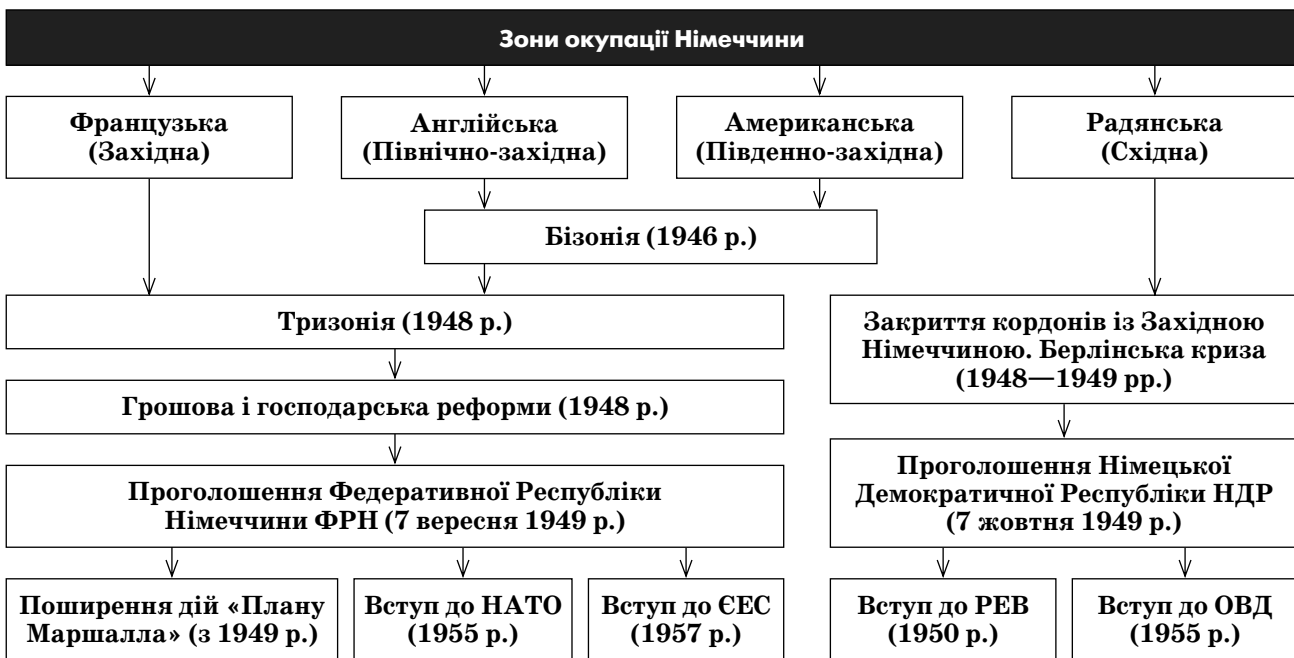 Зони окупації Німеччини
Французька
(Західна)
Англійська
(Північно-західна)
Американська
(Південно-західна)
Радянська
(Східна)
Бізонія (1946 р.)
Тризонія (1948 р.)
Закриття кордонів із Західною
Німеччиною. Берлінська криза
(1948—1949 рр.)
Грошова і господарська реформи (1948 р.)
Проголошення Федеративної Республіки
Німеччини ФРН (7 вересня 1949 р.)
Проголошення Німецької
Демократичної Республіки НДР
(7 жовтня 1949 р.)
Поширення дій «Плану
Маршалла» (з 1949 р.)
Вступ до НАТО
(1955 р.)
Вступ до ЄЕС
(1957 р.)
Вступ до РЕВ
(1950 р.)
Вступ до ОВД
(1955 р.)